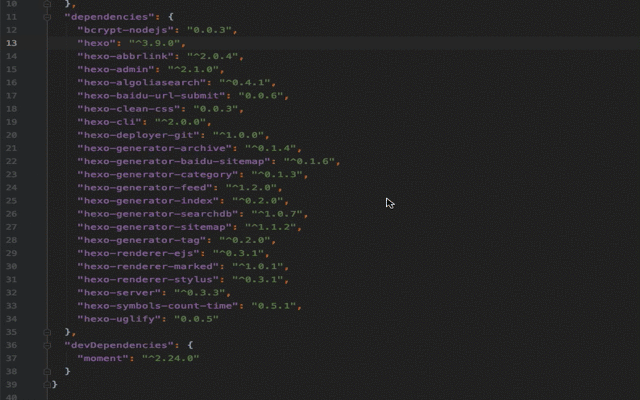 10 },
11 "dependencies": {
12 "bcrypt-nodejs": "0.0.3",
13 "hexo": "^3.9.0",
14 "hexo-abbrlink": "^2.0.4",
15 "hexo-admin": "^2.1.0",
16 "hexo-algoliasearch": "^0.4.1",
17 "hexo-baidu-url-submit": "0.0.6",
18 "hexo-clean-css": "0.0.3",
19 "hexo-cli": "^2.0.0",
20 "hexo-deployer-git": "^1.0.0",
21 "hexo-generator-archive": "^0.1.4",
22 "hexo-generator-baidu-sitemap": "^0.1.6",
23 "hexo-generator-category": "^0.1.3",
24 "hexo-generator-feed": "^1.2.0",
25 "hexo-generator-index": "^0.2.0",
26 "hexo-generator-searchdb": "^1.0.7",
27 "hexo-generator-sitemap": "^1.1.2",
28 "hexo-generator-tag": "^0.2.0",
29 "hexo-renderer-ejs": "^0.3.1",
30 "hexo-renderer-marked": "^1.0.1",
31 "hexo-renderer-stylus": "^0.3.1",
32 "hexo-server": "^0.3.3",
33 "hexo-symbols-count-time": "0.5.1",
34 "hexo-uglify": "0.0.5"
35 },
36 "devDependencies": {
37 "moment": "^2.24.0"
38 }
39 }
40